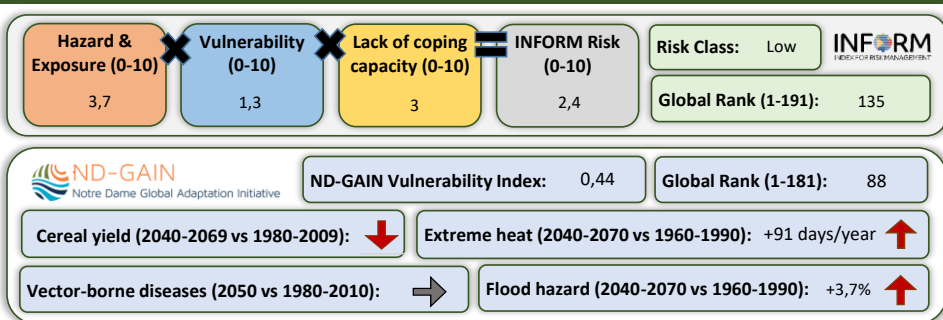 Hazard &
Exposure (0-10)
3,7
Vulnerability
(0-10)
1,3
Lack of coping
capacity (0-10)
3
INFORM Risk
(0-10)
2,4
Risk Class: Low
INFORM
INDEX FOR RISK MANAGEMENT
Global Rank (1-191): 135
ND-GAIN
Notre Dame Global Adaptation Initiative
ND-GAIN Vulnerability Index: 0,44
Global Rank (1-181): 88
Cereal yield (2040-2069 vs 1980-2009):
Extreme heat (2040-2070 vs 1960-1990): +91 days/year
Vector-borne diseases (2050 vs 1980-2010):
Flood hazard (2040-2070 vs 1960-1990): +3,7%